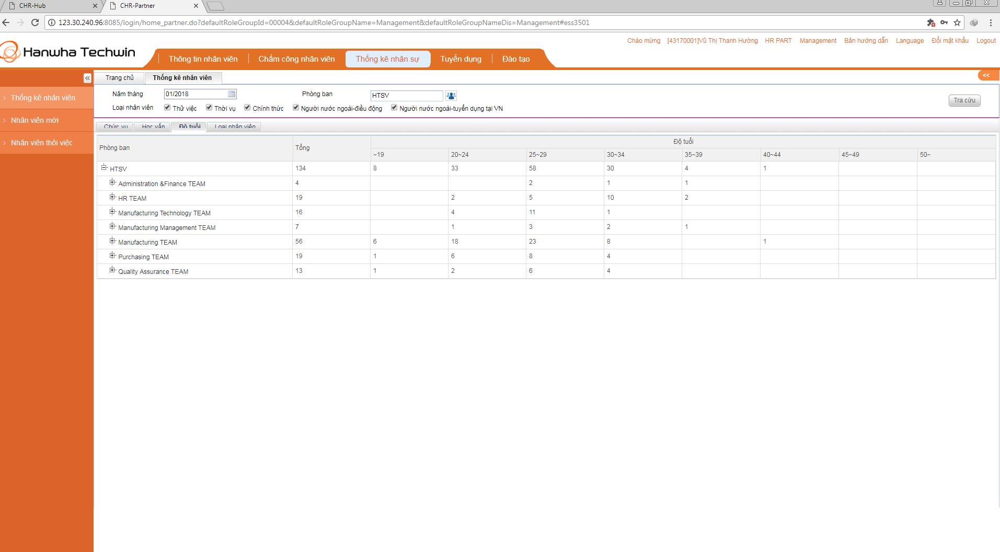 CHR-Hub
CHR-Partner
123.30.240.96:8085/login/home_partner.do?defaultRoleGroupId=00004&defaultRoleGroupName=Management&defaultRoleGroupNameDis=Management#ess3501
Chào mừng [43170001]Vũ Thị Thanh Hường HR PART Management Bản hướng dẫn Language Đổi mật khẩu Logout
Hanwha Techwin
Thông tin nhân viên Chấm công nhân viên Thống kê nhân sự Tuyển dụng Đào tạo
Trang chủ Thống kê nhân viên <<
Thống kê nhân viên
Nhân viên mới
Nhân viên thôi việc
Năm tháng 01/2018 Phòng ban HTSV Tra cứu
Loại nhân viên Thử việc Thời vụ Chính thức Người nước ngoài-điều động Người nước ngoài-tuyển dụng tại VN
Chức vụ Học vấn Độ tuổi Loại nhân viên
Phòng ban Tổng Độ tuổi
~19 20~24 25~29 30~34 35~39 40~44 45~49 50~
HTSV 134 8 33 58 30 4 1
Administration &Finance TEAM 4 2 1 1
HR TEAM 19 2 5 10 2
Manufacturing Technology TEAM 16 4 11 1
Manufacturing Management TEAM 7 1 3 2 1
Manufacturing TEAM 56 6 18 23 8 1
Purchasing TEAM 19 1 6 8 4
Quality Assurance TEAM 13 1 2 6 4